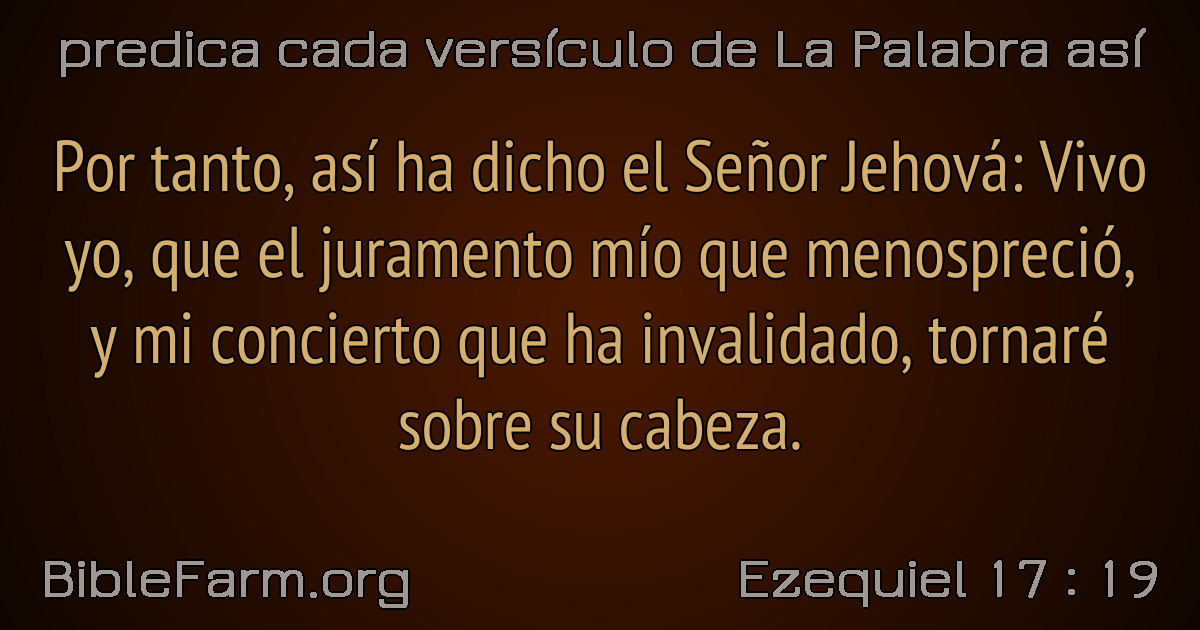 predica cada versículo de La Palabra así
Por tanto, así ha dicho el Señor Jehová: Vivo
yo, que el juramento mío que menospreció,
y mi concierto que ha invalidado, tornaré
sobre su cabeza.
BibleFarm.org
Ezequiel 17 : 19